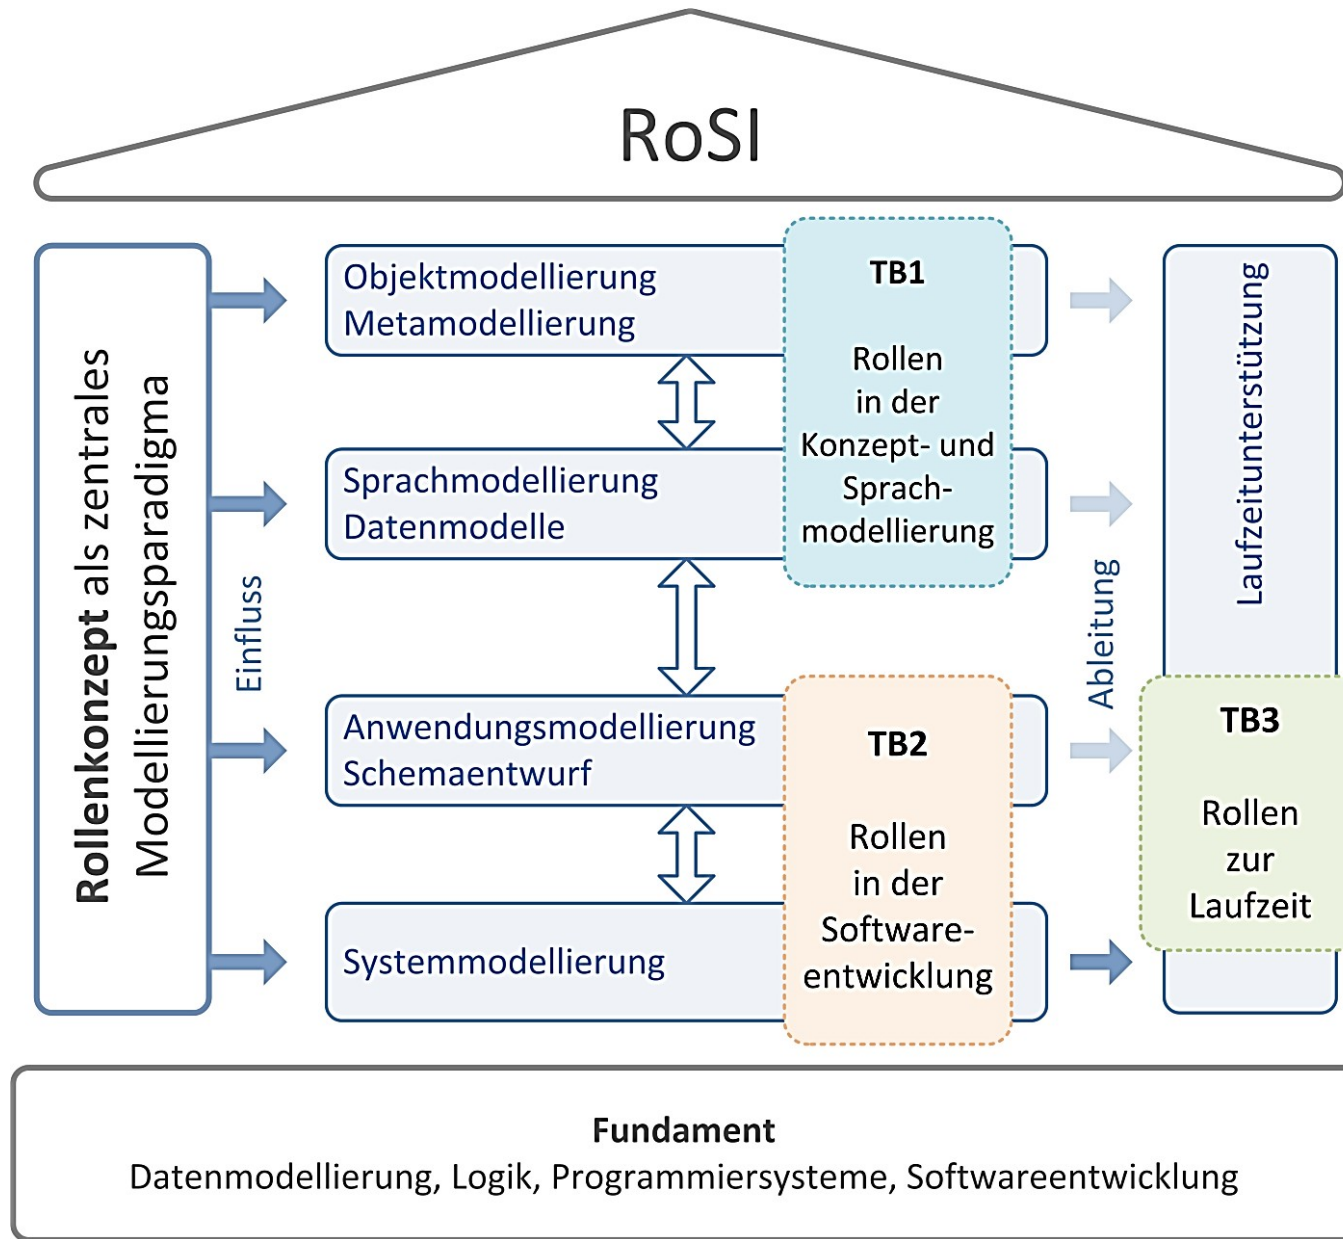 RoSI
Rollenkonzept als zentrales
Modellierungsparadigma
Einfluss
Objektmodellierung
Metamodellierung
Sprachmodellierung
Datenmodelle
Anwendungsmodellierung
Schemaentwurf
Systemmodellierung
TB1
Rollen
in der
Konzept- und
Sprach-
modellierung
TB2
Rollen
in der
Software-
entwicklung
Ableitung
Laufzeitunterstützung
TB3
Rollen
zur
Laufzeit
Fundament
Datenmodellierung, Logik, Programmiersysteme, Softwareentwicklung